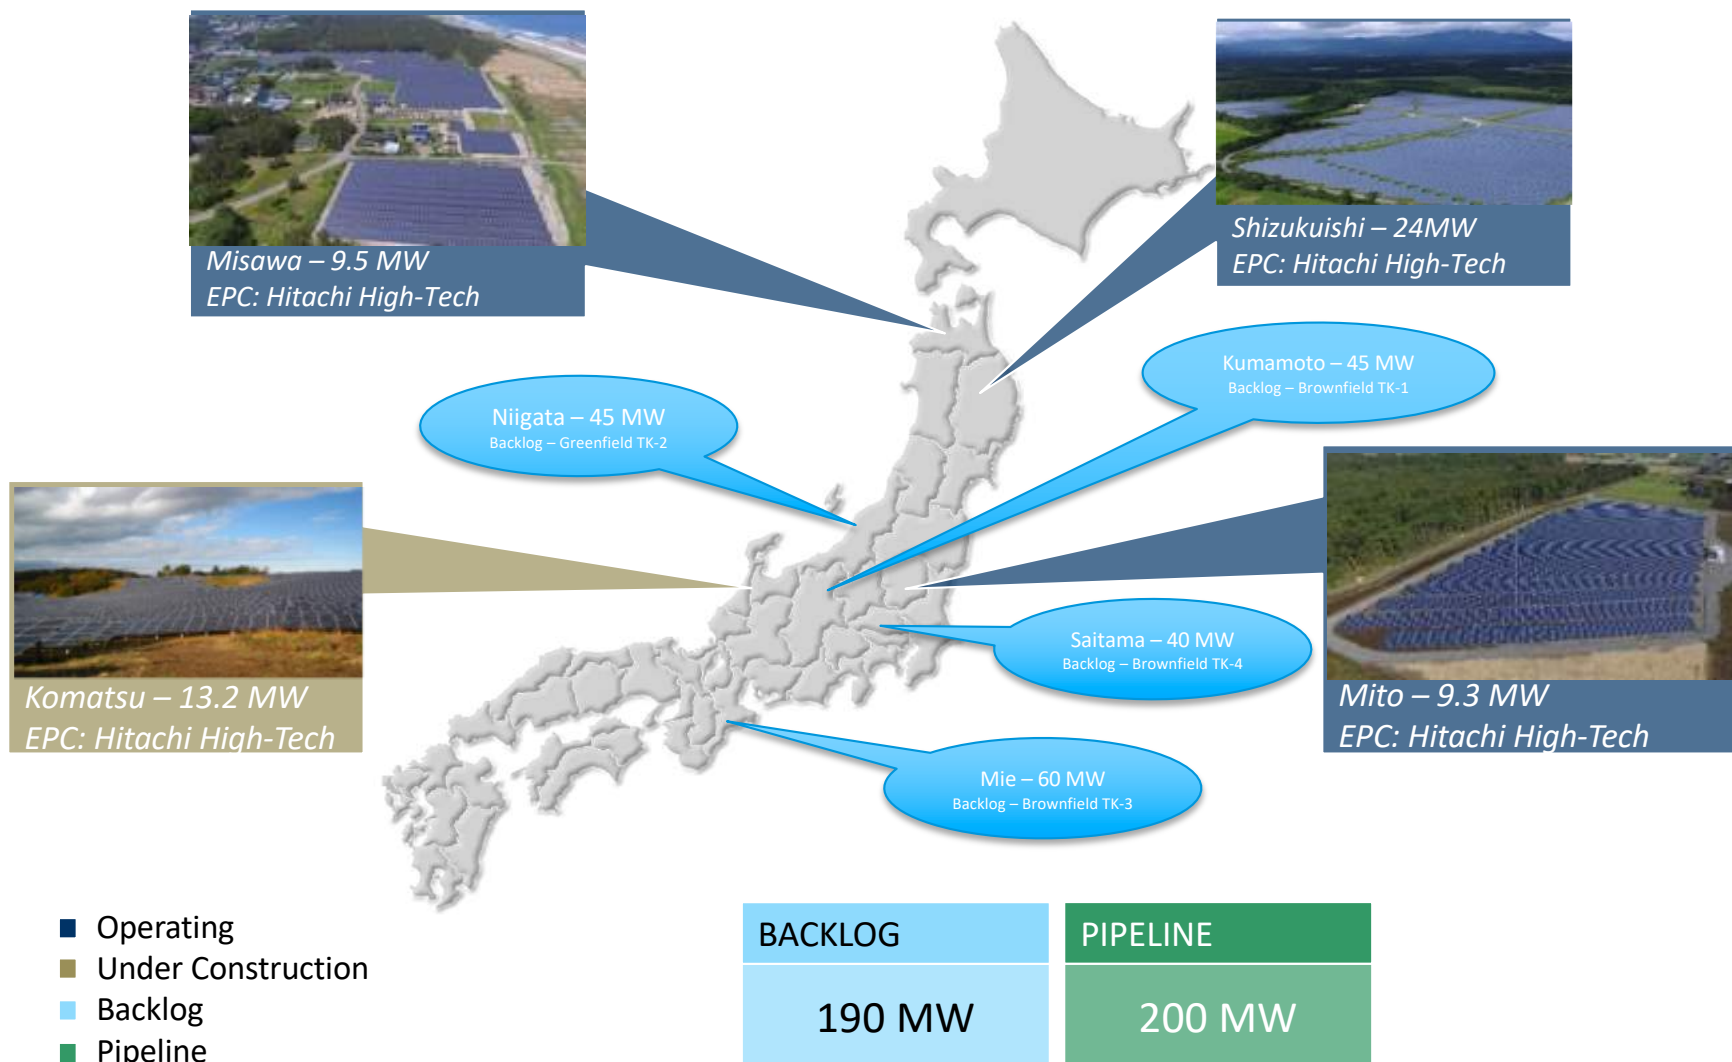 Misawa – 9.5 MW
EPC: Hitachi High-Tech
Shizukuishi – 24MW
EPC: Hitachi High-Tech
Kumamoto – 45 MW
Backlog – Brownfield TK-1
Niigata – 45 MW
Backlog – Greenfield TK-2
Komatsu – 13.2 MW
EPC: Hitachi High-Tech
Saitama – 40 MW
Backlog – Brownfield TK-4
Mito – 9.3 MW
EPC: Hitachi High-Tech
Mie – 60 MW
Backlog – Brownfield TK-3
Operating
Under Construction
Backlog
Pipeline
BACKLOG
190 MW
PIPELINE
200 MW